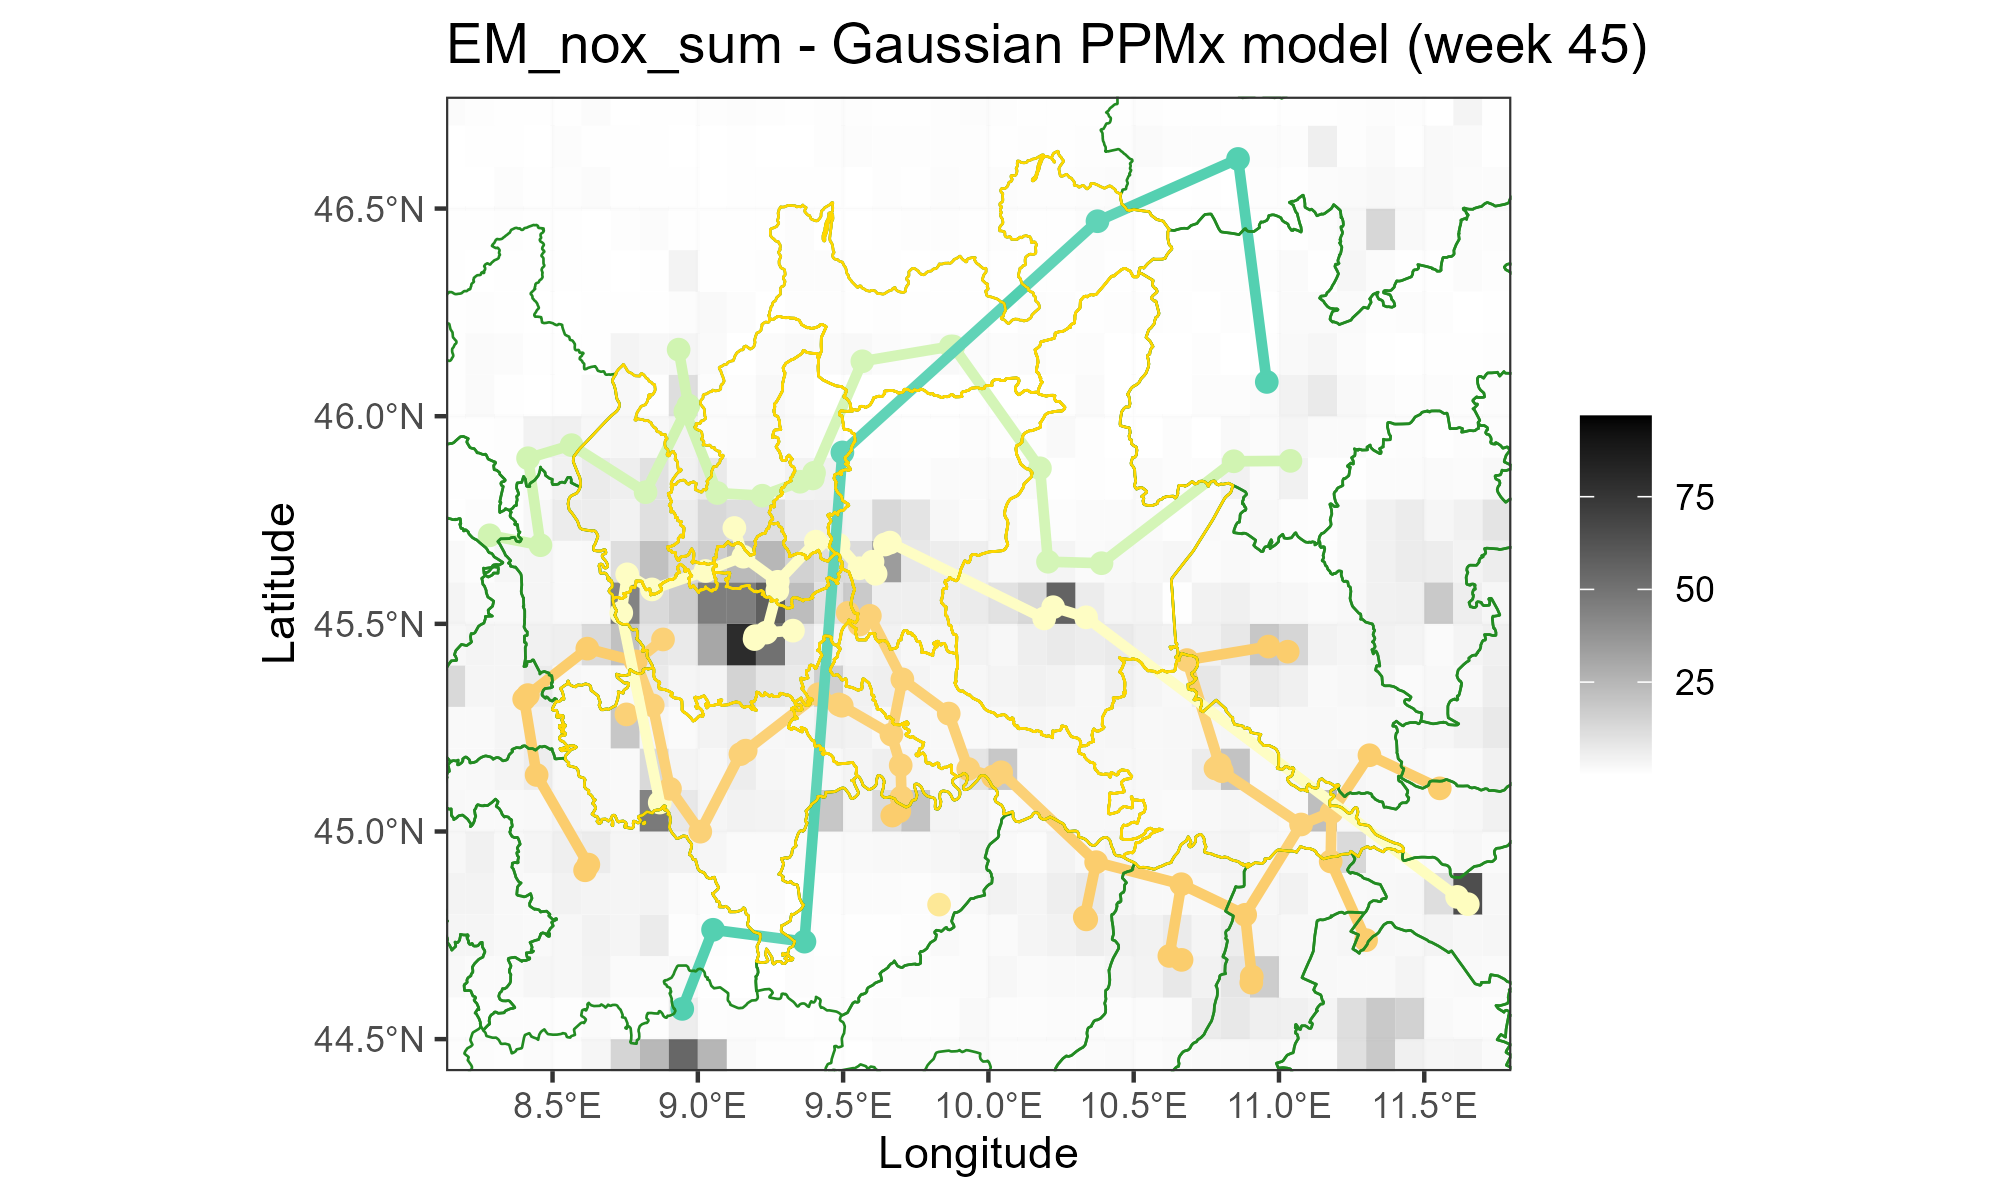 EM_nox_sum - Gaussian PPMx model (week 45)
46.5°N
46.0°N
45.5°N
45.0°N
44.5°N
Latitude
8.5°E 9.0°E 9.5°E 10.0°E 10.5°E 11.0°E 11.5°E
Longitude
75
50
25